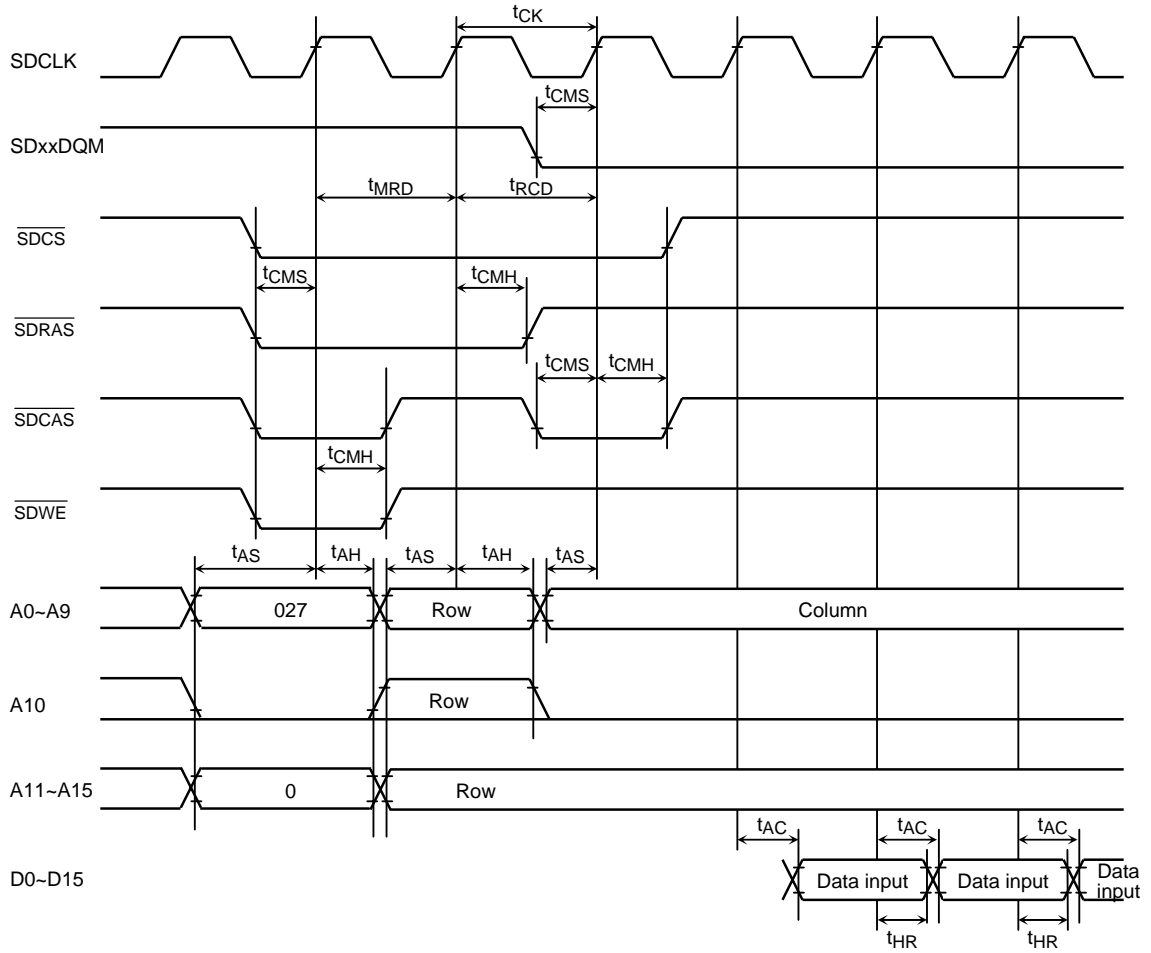 tCK
SDCLK
tCMS
SDxxDQM
tMRD tRCD
SDCS
tCMS tCMH
SDRAS
tCMS tCMH
SDCAS
tCMH
SDWE
tAS tAH tAS tAH tAS
A0~A9 027 Row Column
A10 Row
A11~A15 0 Row
tAC tAC tAC
D0~D15 Data input Data input Data input
tHR tHR